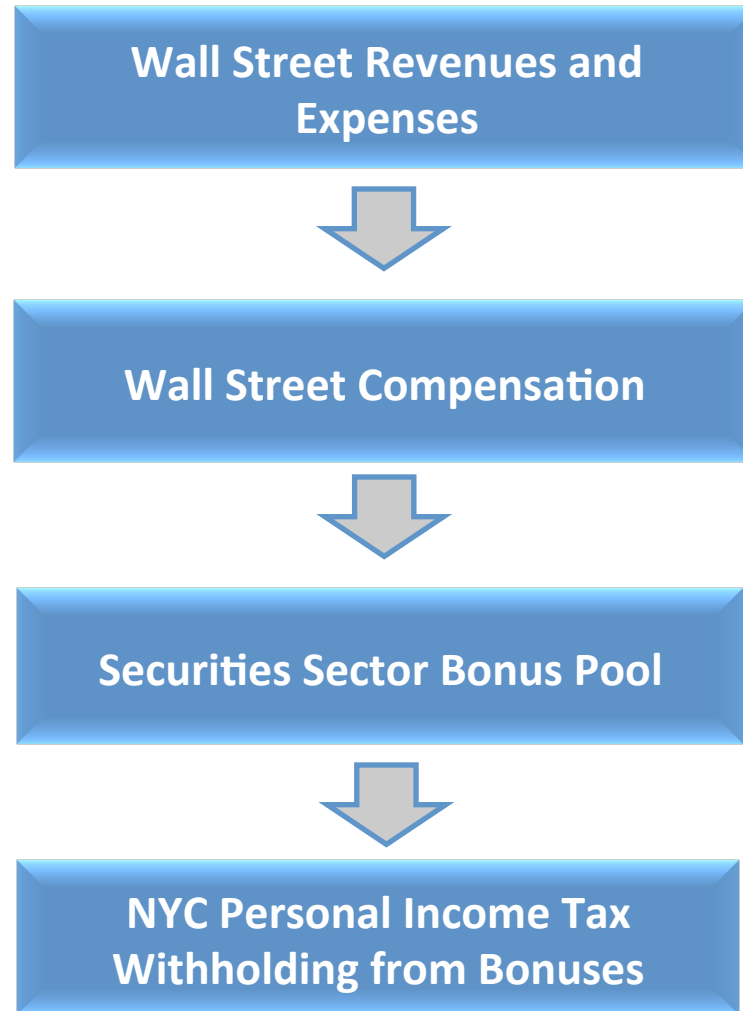 Wall Street Revenues and
Expenses
Wall Street Compensation
Securities Sector Bonus Pool
NYC Personal Income Tax
Withholding from Bonuses